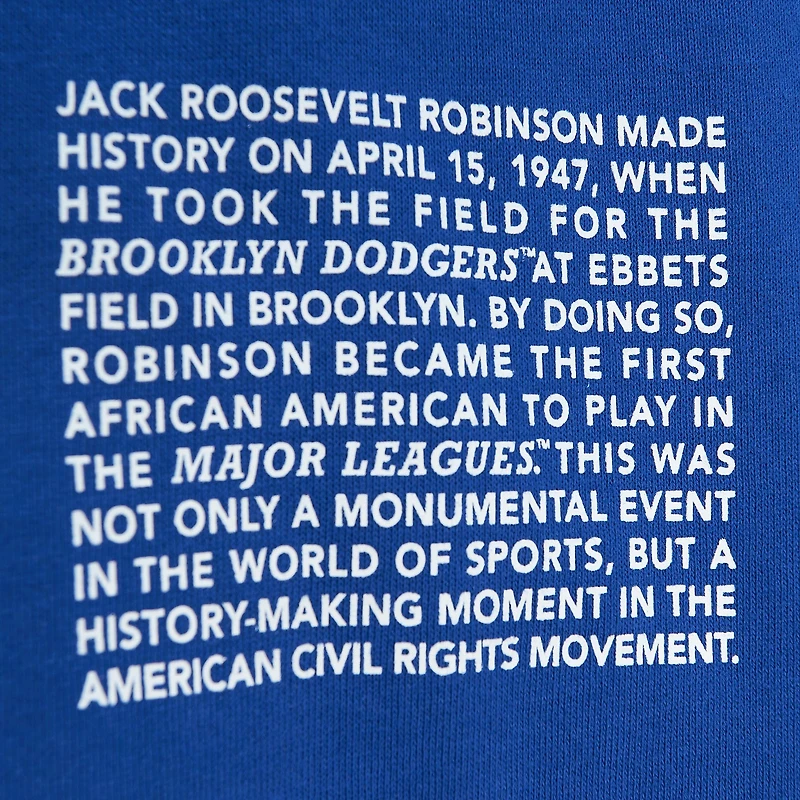 JACK ROOSEVELT ROBINSON MADE
HISTORY ON APRIL 15, 1947, WHEN
HE TOOK THE FIELD FOR THE
BROOKLYN DODGERS™ AT EBBETS
FIELD IN BROOKLYN. BY DOING SO,
ROBINSON BECAME THE FIRST
AFRICAN AMERICAN TO PLAY IN
THE MAJOR LEAGUES.™ THIS WAS
NOT ONLY A MONUMENTAL EVENT
IN THE WORLD OF SPORTS, BUT A
HISTORY-MAKING MOMENT IN THE
AMERICAN CIVIL RIGHTS MOVEMENT.